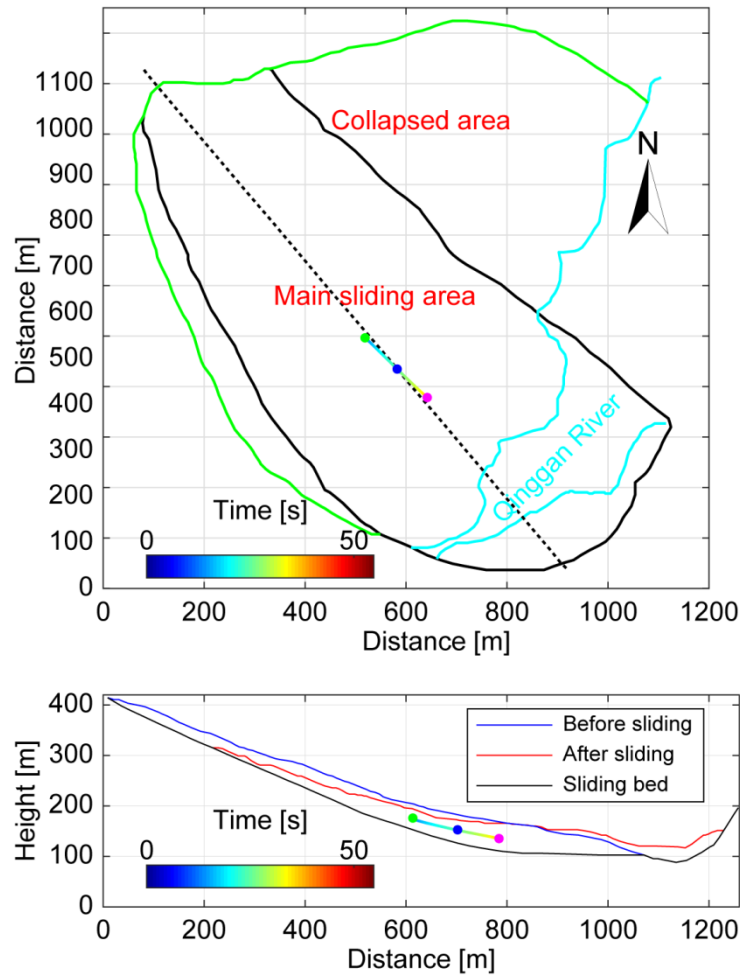 1100
1000
900
800
700
600
500
400
300
200
100
0
Distance [m]
Collapsed area
N
Main sliding area
Qinggan River
Time [s]
0 50
0 200 400 600 800 1000 1200
Distance [m]
400
300
200
100
0
Height [m]
Before sliding
After sliding
Sliding bed
Time [s]
0 50
0 200 400 600 800 1000 1200
Distance [m]